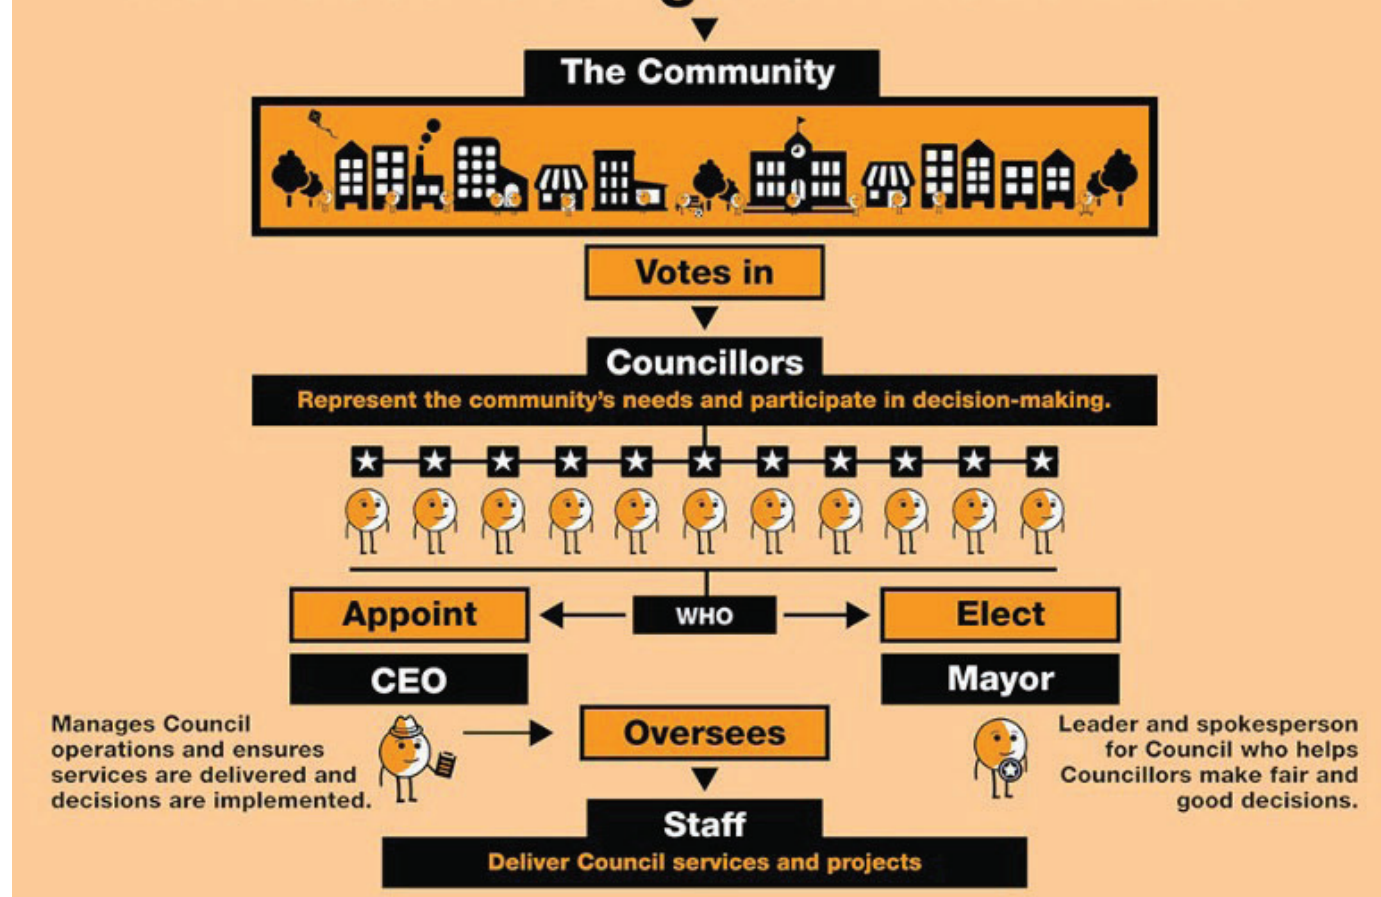 The Community
Votes in
Councillors
Represent the community's needs and participate in decision-making.
WHO
Appoint
Elect
CEO
Mayor
Manages Council
operations and ensures
services are delivered and
decisions are implemented.
Oversees
Leader and spokesperson
for Council who helps
Councillors make fair and
good decisions.
Staff
Deliver Council services and projects